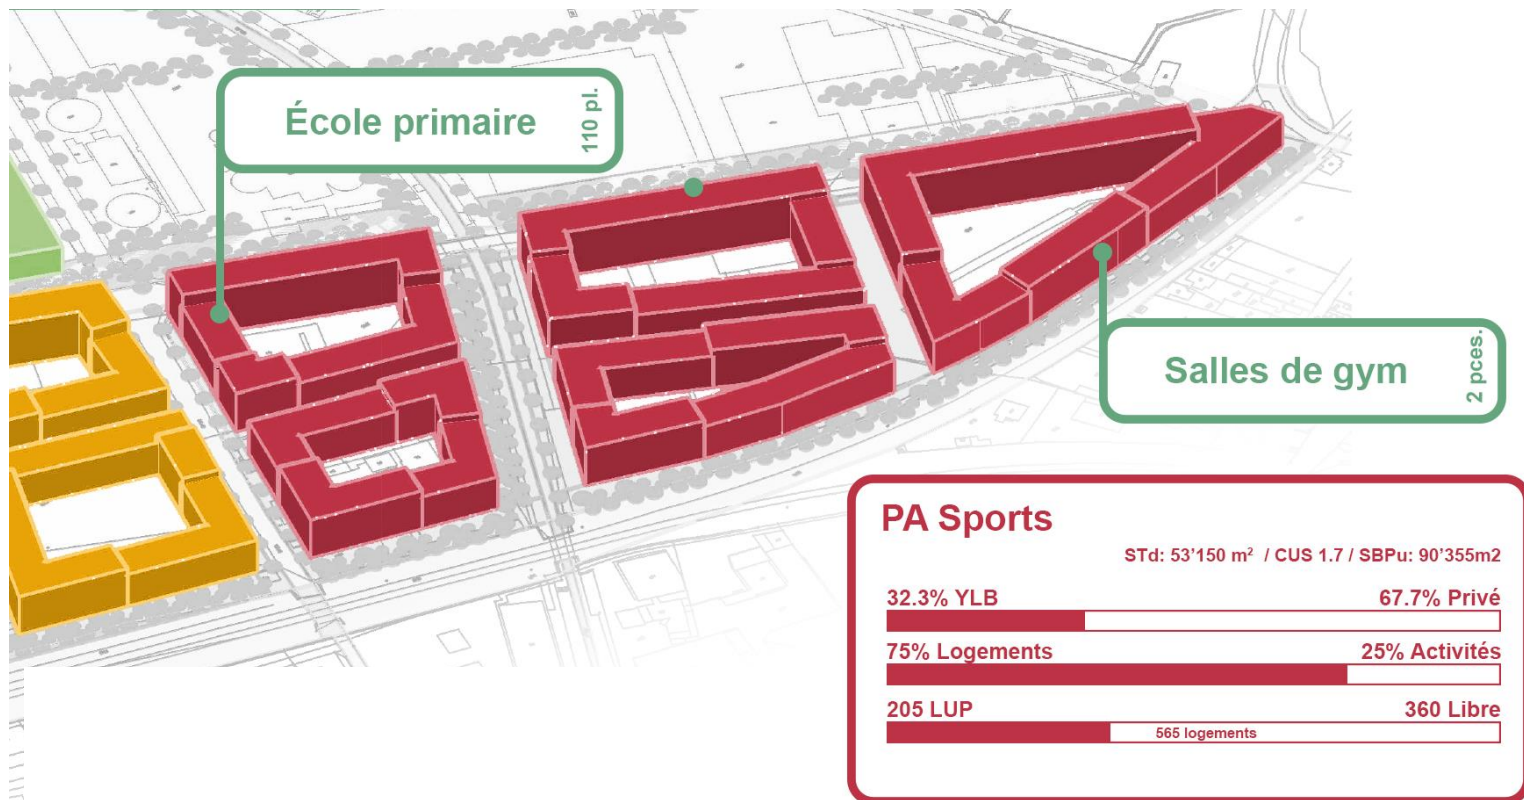 École primaire
110 pl.
Salles de gym
2 pces.
PA Sports
STd: 53'150 m² / CUS 1.7 / SBPu: 90'355m2
32.3% YLB 67.7% Privé
75% Logements 25% Activités
205 LUP 360 Libre
565 logements